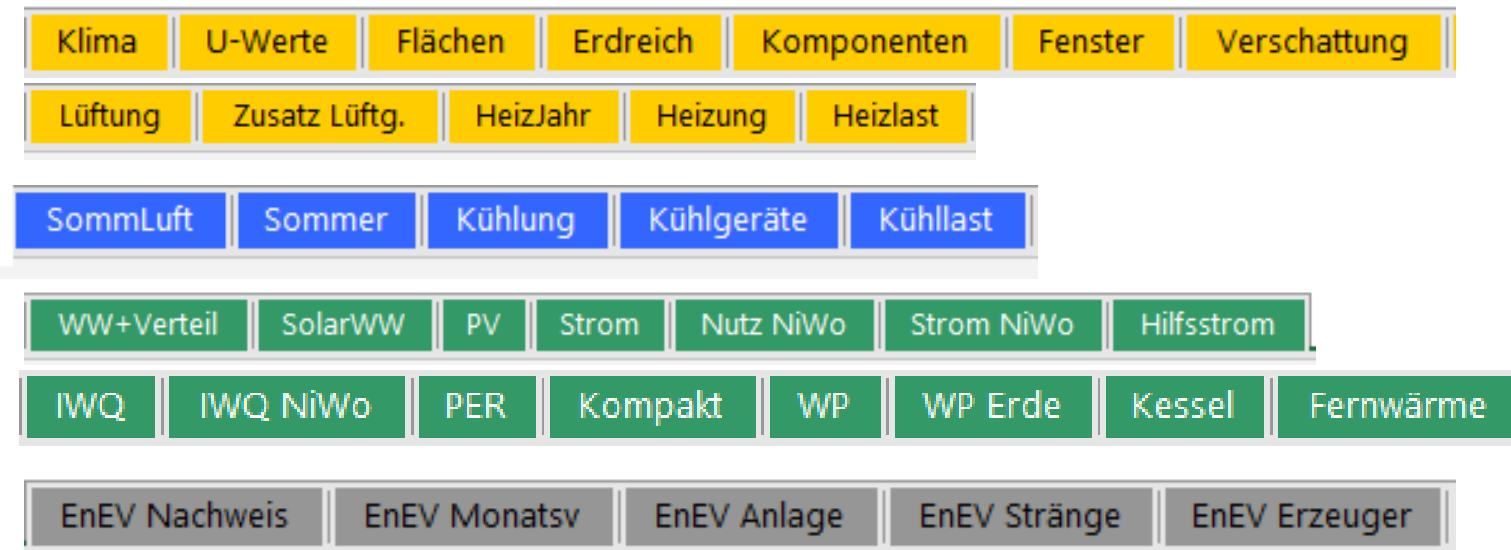 Klima U-Werte Flächen Erdreich Komponenten Fenster Verschattung
Lüftung Zusatz Lüftg. HeizJahr Heizung Heizlast
SommLuft Sommer Kühlung Kühlgeräte Kühllast
WW+Verteil SolarWW PV Strom Nutz NiWo Strom NiWo Hilfsstrom
IWQ IWQ NiWo PER Kompakt WP WP Erde Kessel Fernwärme
EnEV Nachweis EnEV Monatsv EnEV Anlage EnEV Stränge EnEV Erzeuger